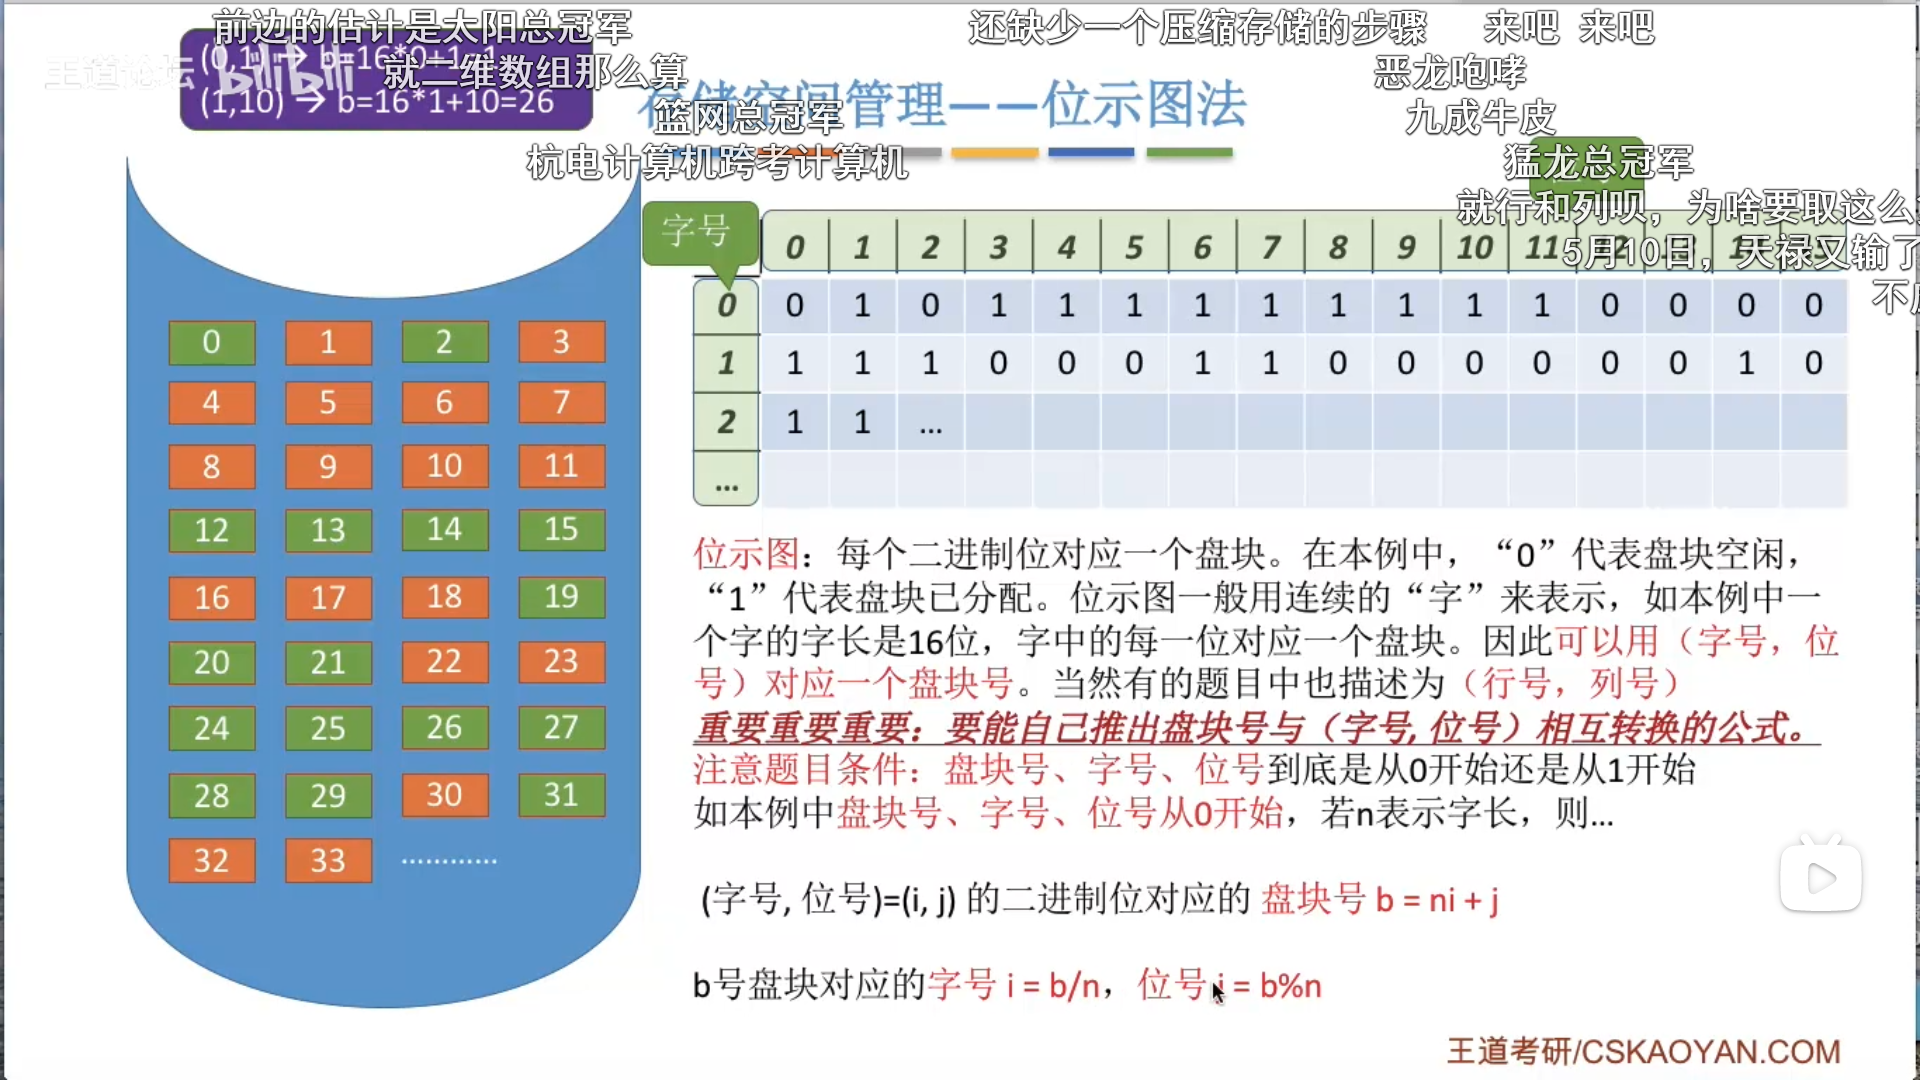 前边的估计是太阳总冠军
还缺少一个压缩存储的步骤
来吧 来吧
(0,1) → b=16*0+1=1
王道论坛 bilibili
就二维数组那么算
恶龙咆哮
(1,10) → b=16*1+10=26
存储空间管理——位示图法
篮网总冠军
九成牛皮
杭电计算机跨考计算机
猛龙总冠军
就行和列呗，为啥要取这么
5月10日，天禄又输了
字号
0 1 2 3 4 5 6 7 8 9 10 11
0 0 1 0 1 1 1 1 1 1 1 1 1 0 0 0 0
1 1 1 1 0 0 0 1 1 0 0 0 0 0 0 1 0
2 1 1 ...
...
0 1 2 3
4 5 6 7
8 9 10 11
12 13 14 15
16 17 18 19
20 21 22 23
24 25 26 27
28 29 30 31
32 33 …………
位示图：每个二进制位对应一个盘块。在本例中，“0”代表盘块空闲，
“1”代表盘块已分配。位示图一般用连续的“字”来表示，如本例中一
个字的字长是16位，字中的每一位对应一个盘块。因此可以用（字号，位
号）对应一个盘块号。当然有的题目中也描述为（行号，列号）
重要重要重要：要能自己推出盘块号与（字号, 位号）相互转换的公式。
注意题目条件：盘块号、字号、位号到底是从0开始还是从1开始
如本例中盘块号、字号、位号从0开始，若n表示字长，则...
(字号, 位号)=(i, j) 的二进制位对应的 盘块号 b = ni + j
b号盘块对应的字号 i = b/n，位号 j = b%n
王道考研/CSKAOYAN.COM